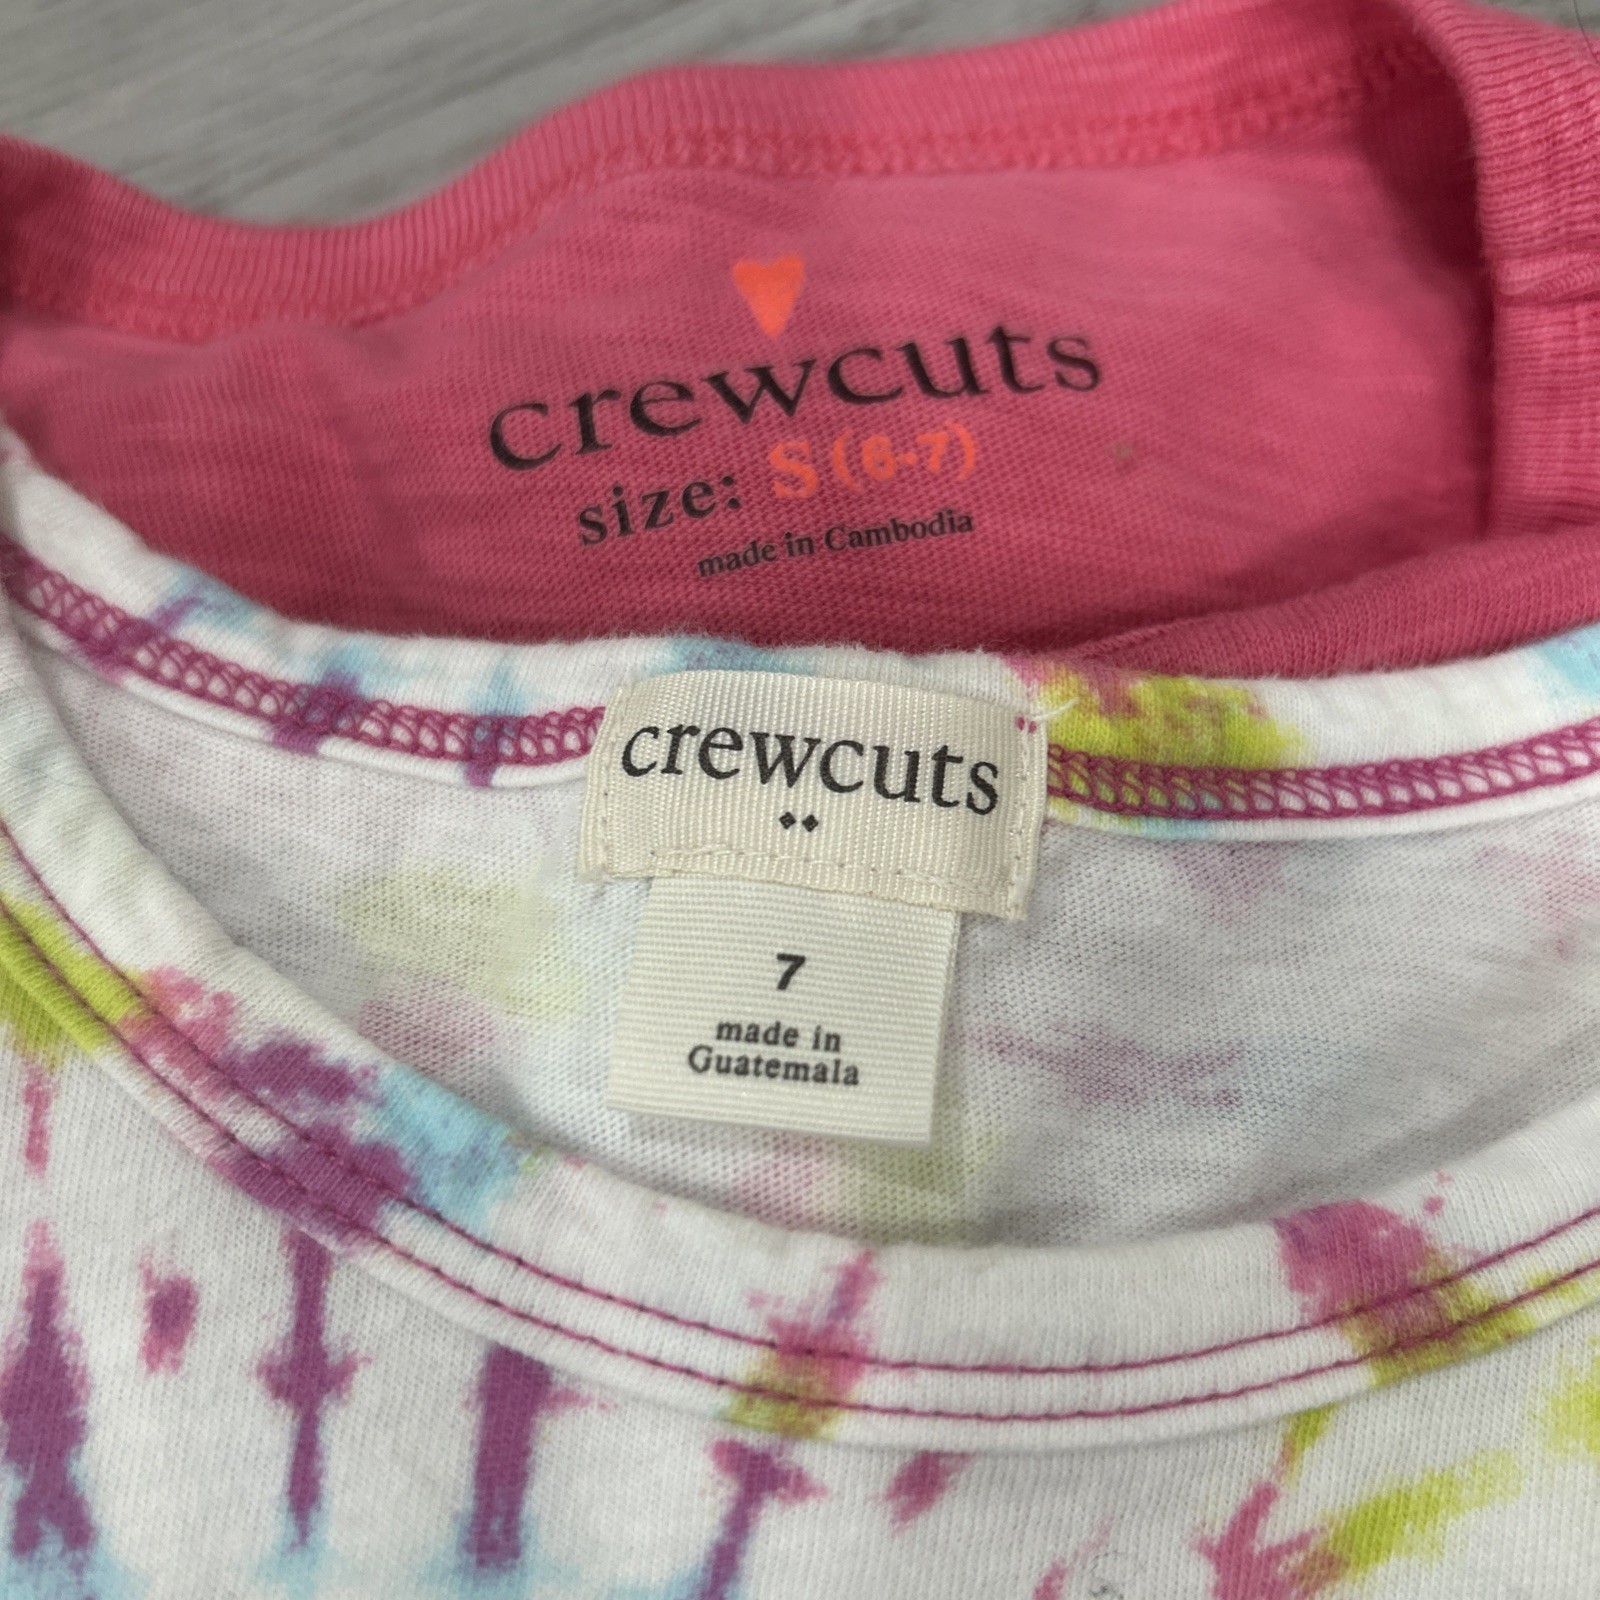 crewcuts
size: S (6-7)
made in Cambodia
crewcuts
7
made in
Guatemala